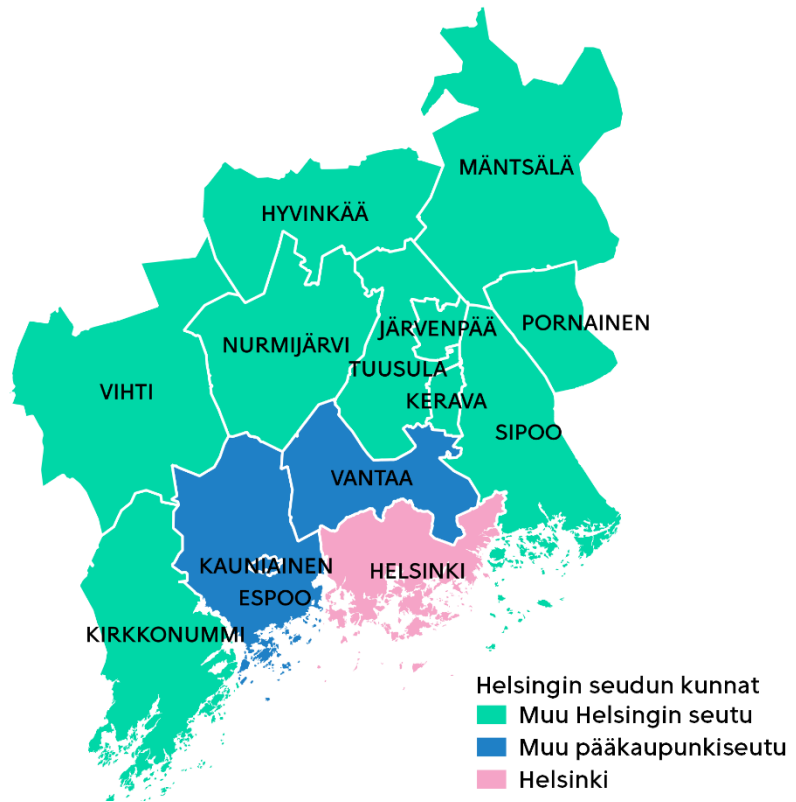 MÄNTSÄLÄ
HYVINKÄÄ
JÄRVENPÄÄ
PORNAINEN
NURMIJÄRVI
TUUSULA
VIHTI
KERAVA
SIPOO
VANTAA
KAUNIAINEN
HELSINKI
ESPOO
KIRKKONUMMI
Helsingin seudun kunnat
Muu Helsingin seutu
Muu pääkaupunkiseutu
Helsinki